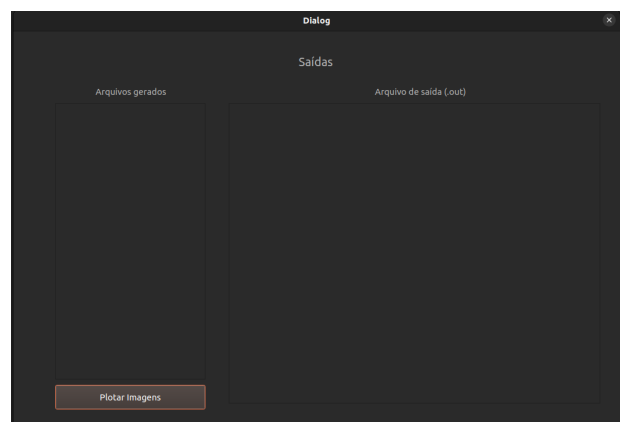 Dialog
Saídas
Arquivos gerados
Arquivo de saída (.out)
Plotar Imagens